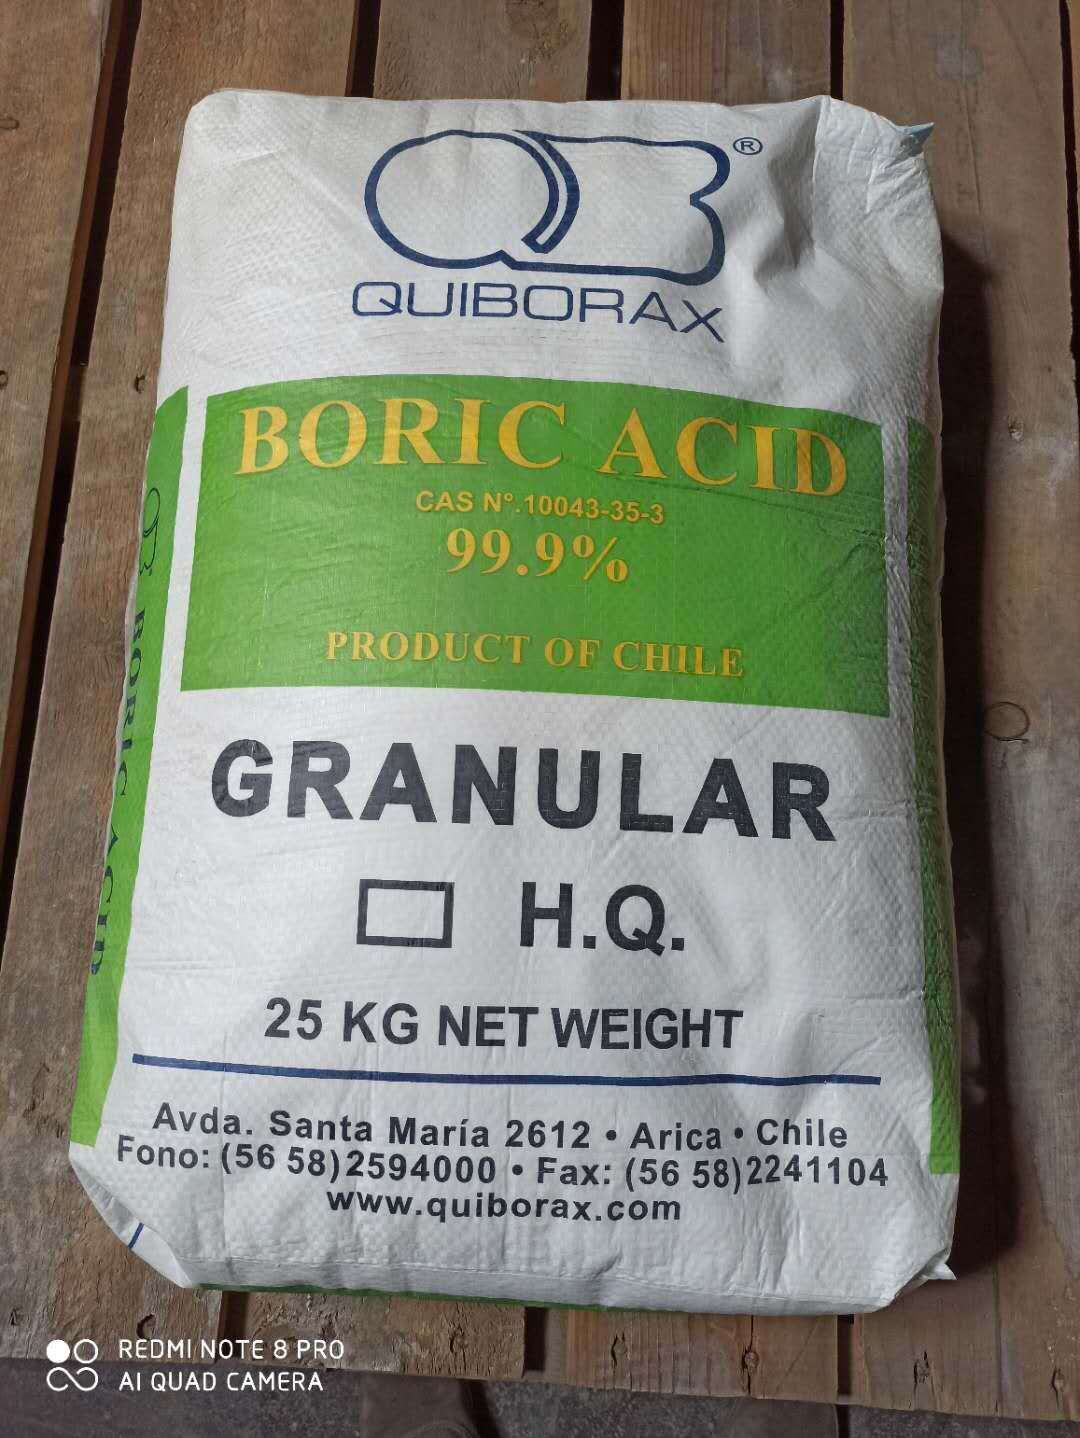 ®
QUIBORAX
BORIC ACID
CAS N°.10043-35-3
99.9%
PRODUCT OF CHILE
GRANULAR
H.Q.
25 KG NET WEIGHT
Avda. Santa María 2612 • Arica • Chile
Fono: (56 58)2594000 • Fax: (56 58)2241104
www.quiborax.com
BORIC ACID
REDMI NOTE 8 PRO
AI QUAD CAMERA